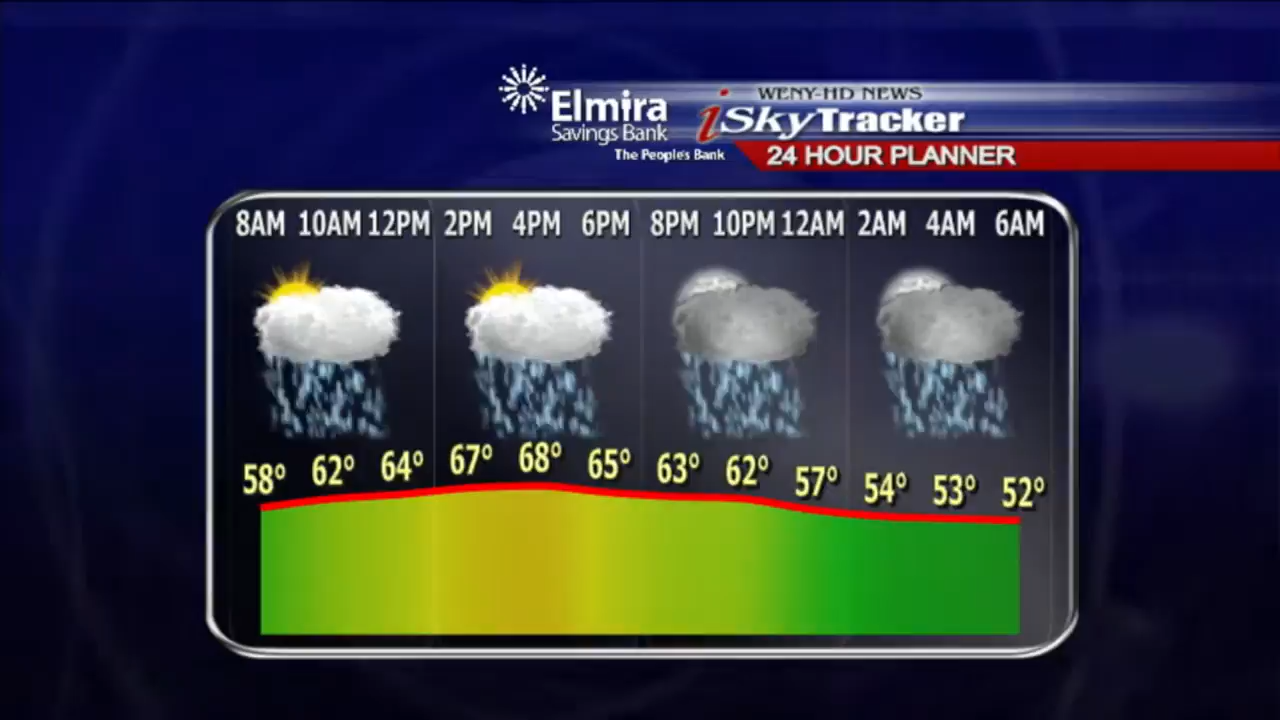 Elmira
Savings Bank
The People's Bank
WENY-HD NEWS
iSkyTracker
24 HOUR PLANNER
8AM 10AM 12PM 2PM 4PM 6PM 8PM 10PM 12AM 2AM 4AM 6AM
58° 62° 64° 67° 68° 65° 63° 62° 57° 54° 53° 52°